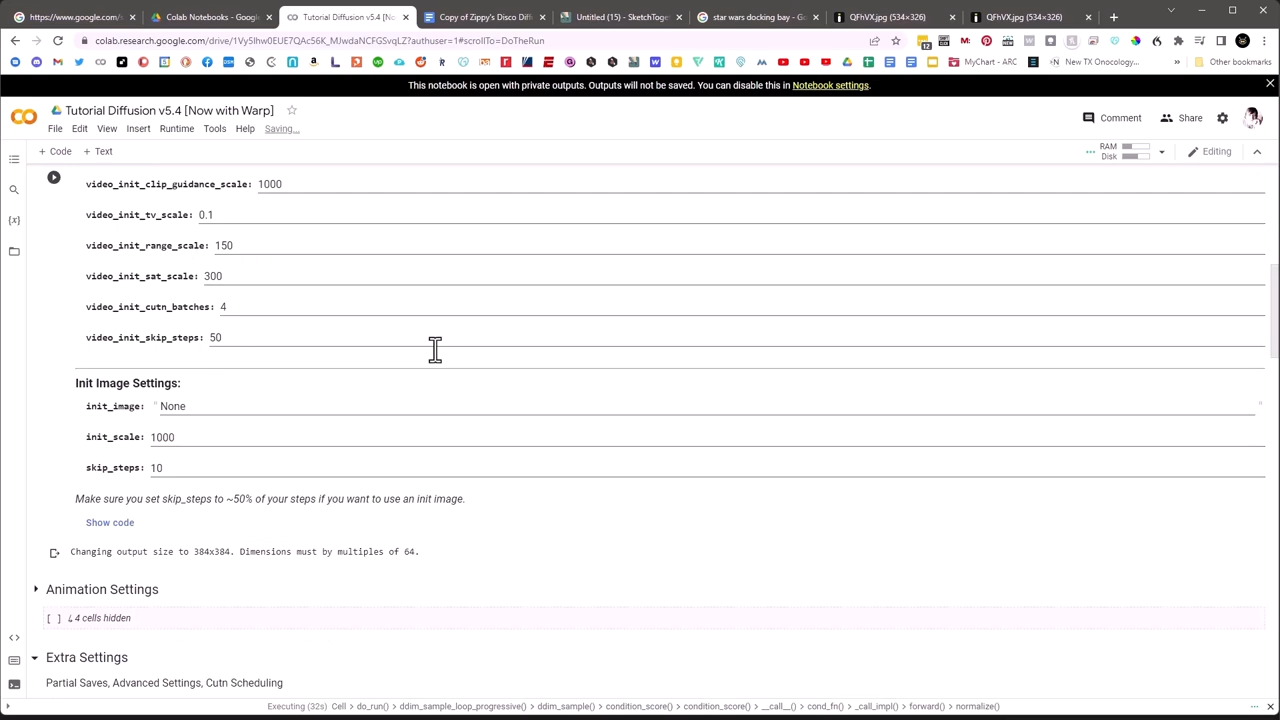 https://www.google.com/s
Colab Notebooks - Google
Tutorial Diffusion v5.4 [No
Copy of Zippy's Disco Diff
Untitled (15) - SketchToge
star wars docking bay - Go
QFhVX.jpg (534×326)
QFhVX.jpg (534×326)
colab.research.google.com/drive/1Vy5Ihw0EUE7QAc56K_MJwdaNCFGSvqLZ?authuser=1#scrollTo=DoTheRun
12
MyChart - ARC
New TX Oncology...
Other bookmarks
This notebook is open with private outputs. Outputs will not be saved. You can disable this in Notebook settings.
Tutorial Diffusion v5.4 [Now with Warp]
File Edit View Insert Runtime Tools Help Saving...
Comment
Share
+ Code + Text
RAM
Disk
Editing
video_init_clip_guidance_scale: 1000
video_init_tv_scale: 0.1
video_init_range_scale: 150
video_init_sat_scale: 300
video_init_cutn_batches: 4
video_init_skip_steps: 50
Init Image Settings:
init_image: " None "
init_scale: 1000
skip_steps: 10
Make sure you set skip_steps to ~50% of your steps if you want to use an init image.
Show code
Changing output size to 384x384. Dimensions must by multiples of 64.
Animation Settings
[ ] ↳ 4 cells hidden
Extra Settings
Partial Saves, Advanced Settings, Cutn Scheduling
Executing (32s) Cell > do_run() > ddim_sample_loop_progressive() > ddim_sample() > condition_score() > condition_score() > __call__() > cond_fn() > _call_impl() > forward() > normalize()